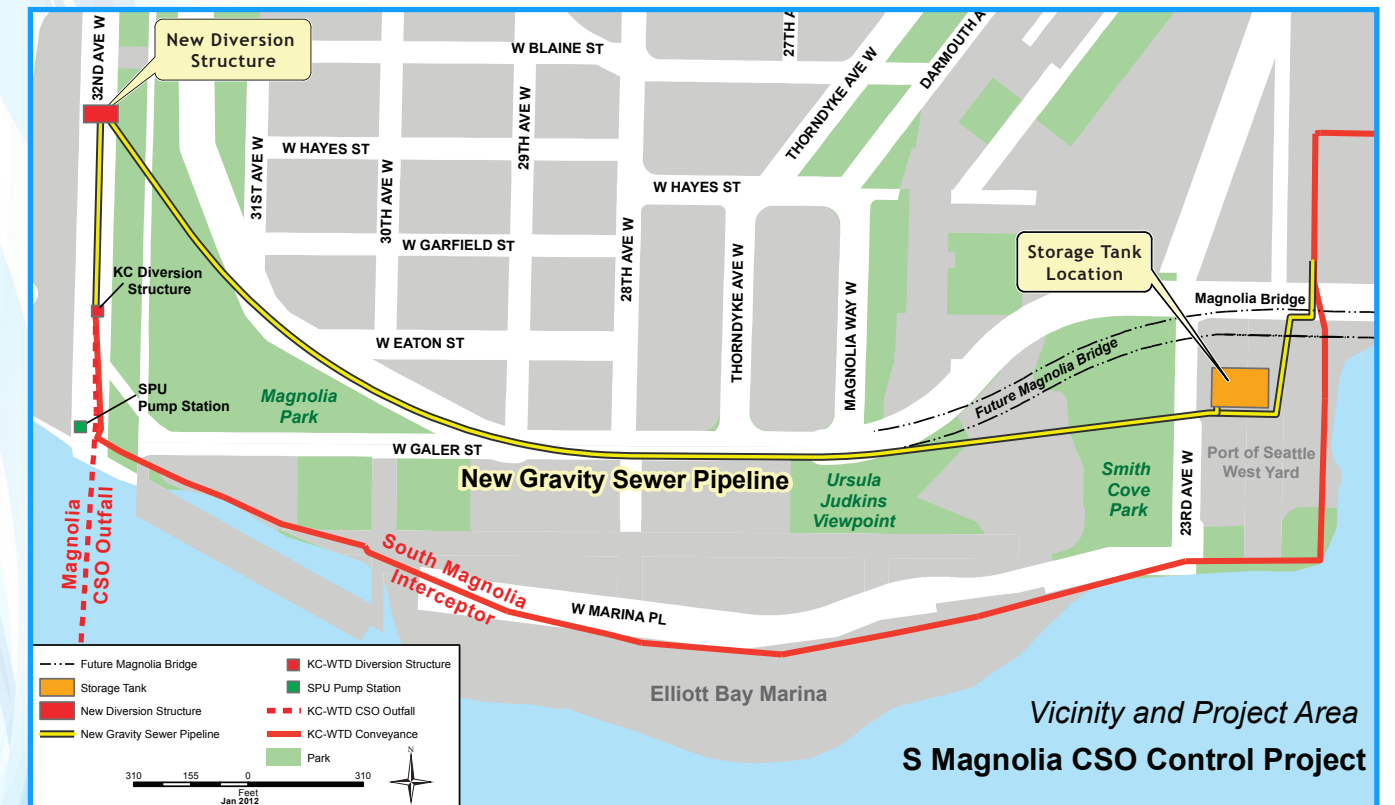 32ND AVE W
New Diversion
Structure
W BLAINE ST
27TH A
THORNDYKE AVE W
DARMOUTH A
31ST AVE W
W HAYES ST
30TH AVE W
29TH AVE W
W HAYES ST
28TH AVE W
W GARFIELD ST
THORNDYKE AVE W
MAGNOLIA WAY W
Storage Tank
Location
KC Diversion
Structure
Magnolia Bridge
W EATON ST
Future Magnolia Bridge
SPU
Pump Station
Magnolia
Park
W GALER ST
New Gravity Sewer Pipeline
Ursula
Judkins
Viewpoint
Smith
Cove
Park
23RD AVE W
Port of Seattle
West Yard
Magnolia
CSO Outfall
South Magnolia
Interceptor
W MARINA PL
Elliott Bay Marina
Future Magnolia Bridge
Storage Tank
New Diversion Structure
New Gravity Sewer Pipeline
KC-WTD Diversion Structure
SPU Pump Station
KC-WTD CSO Outfall
KC-WTD Conveyance
Park
310 155 0 310
Feet
Jan 2012
N
Vicinity and Project Area
S Magnolia CSO Control Project